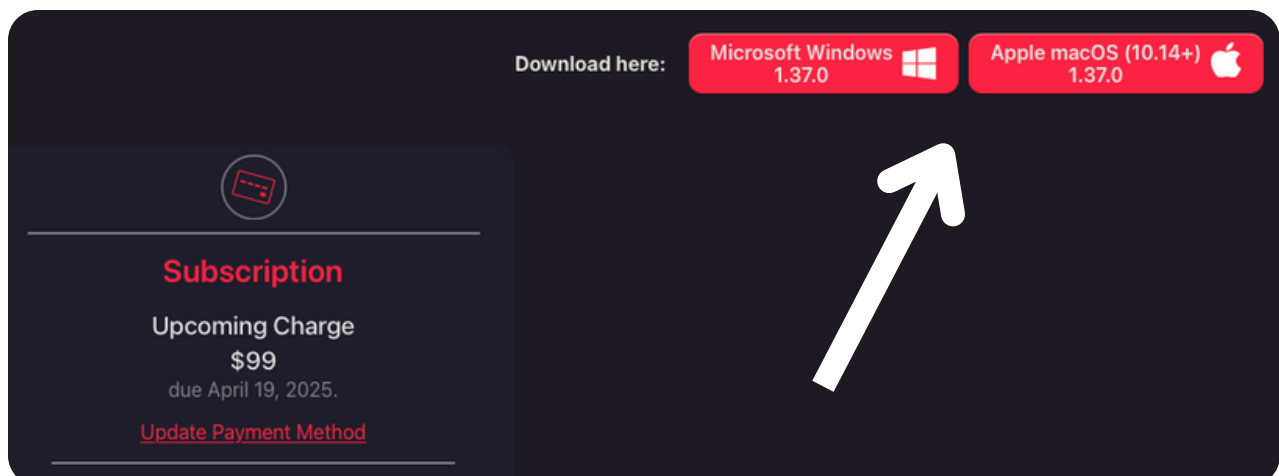 Download here:
Microsoft Windows
1.37.0
Apple macOS (10.14+)
1.37.0
Subscription
Upcoming Charge
$99
due April 19, 2025.
Update Payment Method